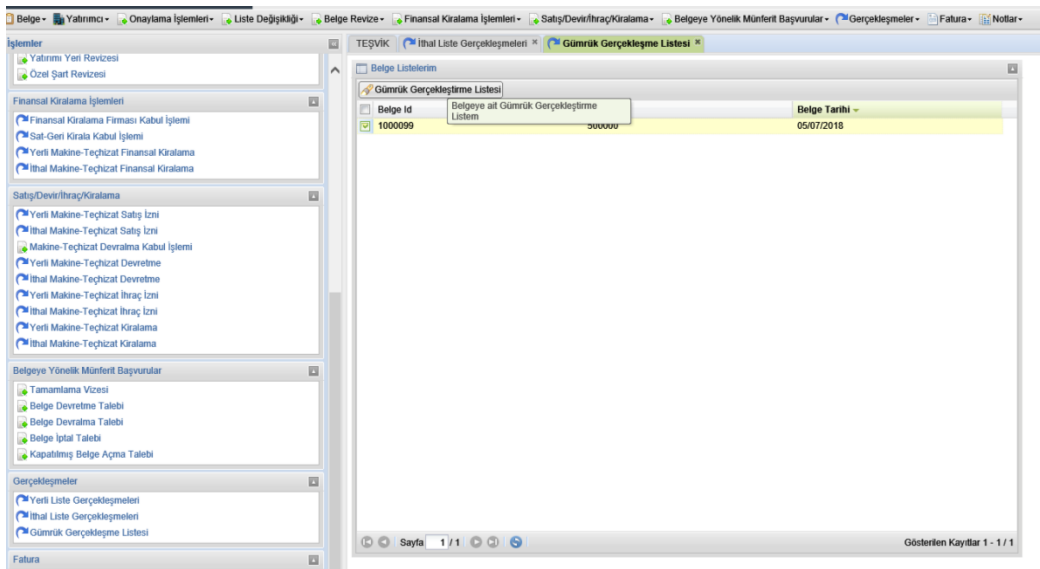 Belge Yatırımcı Onaylama İşlemleri Liste Değişikliği Belge Revize Finansal Kiralama İşlemleri Satış/Devir/İhraç/Kiralama Belgeye Yönelik Münferit Başvurular Gerçekleşmeler Fatura Notlar
İşlemler
Yatırım Yeri Revizesi
Özel Şart Revizesi
Finansal Kiralama İşlemleri
Finansal Kiralama Firması Kabul İşlemi
Sat-Geri Kirala Kabul İşlemi
Yerli Makine-Teçhizat Finansal Kiralama
İthal Makine-Teçhizat Finansal Kiralama
Satış/Devir/İhraç/Kiralama
Yerli Makine-Teçhizat Satış İzni
İthal Makine-Teçhizat Satış İzni
Makine-Teçhizat Devralma Kabul İşlemi
Yerli Makine-Teçhizat Devretme
İthal Makine-Teçhizat Devretme
Yerli Makine-Teçhizat İhraç İzni
İthal Makine-Teçhizat İhraç İzni
Yerli Makine-Teçhizat Kiralama
İthal Makine-Teçhizat Kiralama
Belgeye Yönelik Münferit Başvurular
Tamamlama Vizesi
Belge Devretme Talebi
Belge Devralma Talebi
Belge İptal Talebi
Kapatılmış Belge Açma Talebi
Gerçekleşmeler
Yerli Liste Gerçekleşmeleri
İthal Liste Gerçekleşmeleri
Gümrük Gerçekleşme Listesi
Fatura
TEŞVİK İthal Liste Gerçekleşmeleri Gümrük Gerçekleşme Listesi
Belge Listelerim
Gümrük Gerçekleştirme Listesi
Belge Id Belge Tarihi
Belgeye ait Gümrük Gerçekleştirme
Listem
1000099 500000 05/07/2018
Sayfa 1 / 1 Gösterilen Kayıtlar 1 - 1 / 1